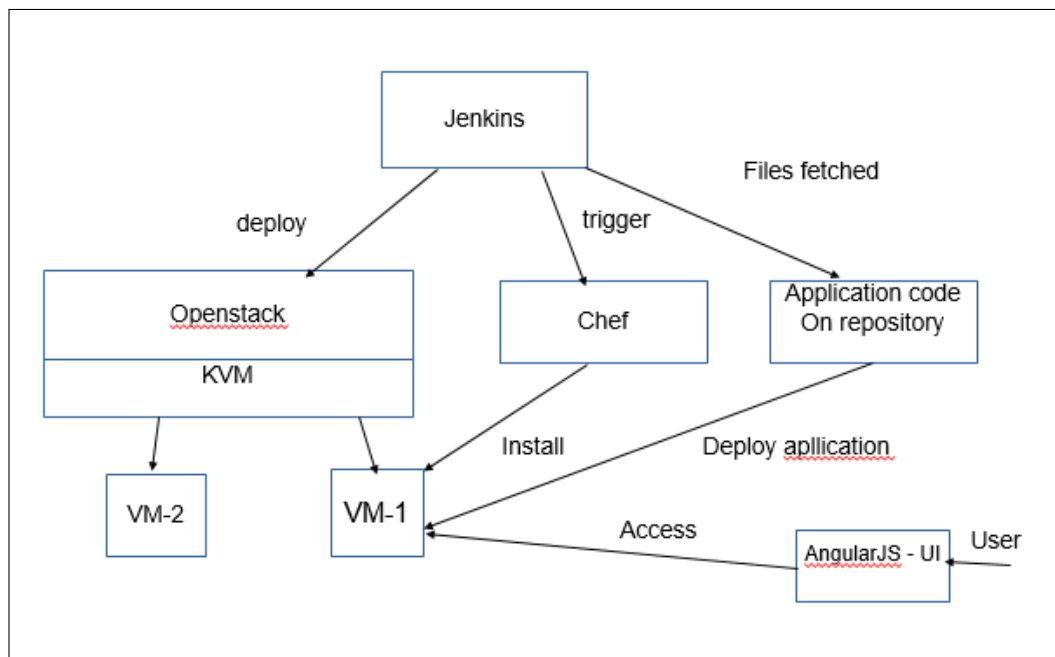 Jenkins
Files fetched
deploy
trigger
Openstack
Chef
Application code
On repository
KVM
Install
Deploy apllication
VM-2
VM-1
Access
AngularJS - UI
User